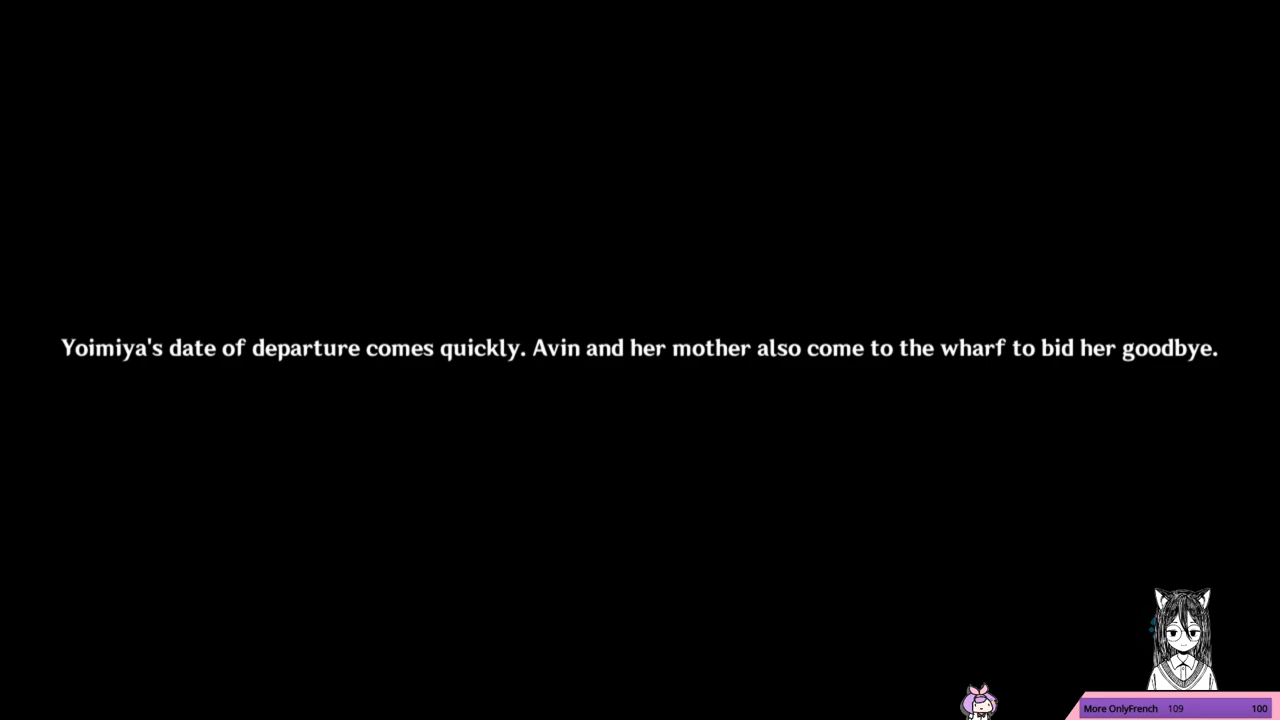 Yoimiya's date of departure comes quickly. Avin and her mother also come to the wharf to bid her goodbye.
More OnlyFrench 109 100